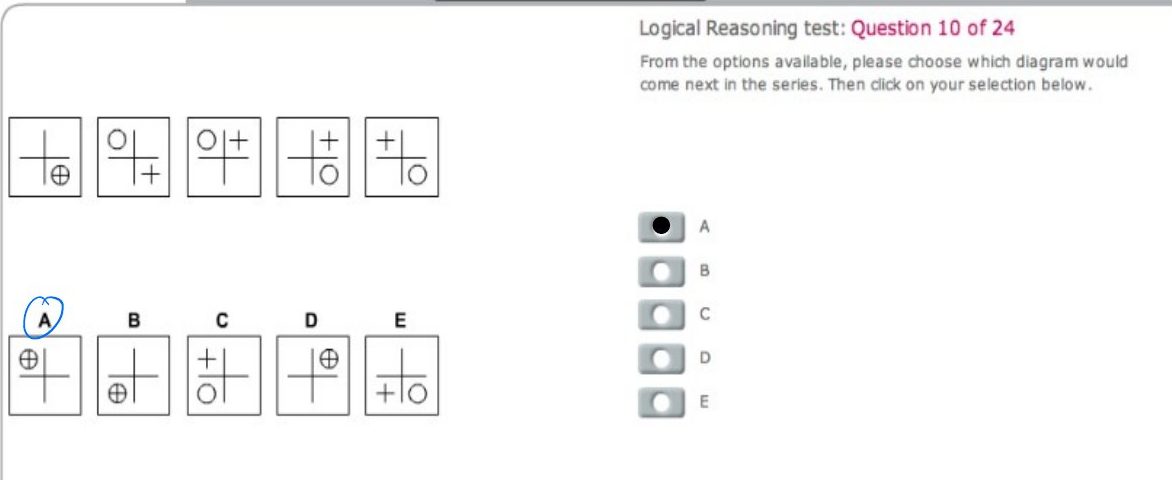 Logical Reasoning test: Question 10 of 24
From the options available, please choose which diagram would
come next in the series. Then click on your selection below.
A
B
C
D
E
A B C D E